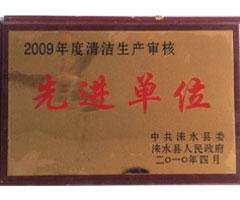 2009年度清洁生产审核
先进单位
中共涞水县委
涞水县人民政府
二〇一〇年四月